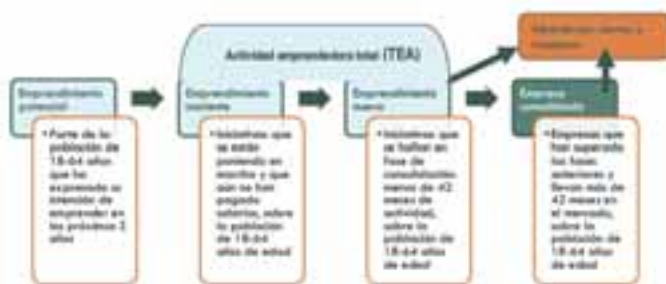 Actividad emprendedora total (TEA)
Emprendimiento
potencial
Emprendimiento
naciente
Emprendimiento
nuevo
Empresa
consolidada
• Parte de la
población de
18-64 años
que ha
expresado su
intención de
emprender en
los próximos 3
años
• Iniciativas que
se están
poniendo en
marcha y que
aún no han
pagado
salarios, sobre
la población
de 18-64
años de edad
• Iniciativas que
se hallan en
fase de
consolidación
menos de 42
meses de
actividad,
sobre la
población de
18-64 años
de edad
• Empresas que
han superado
las fases
anteriores y
llevan más de
42 meses en
el mercado,
sobre la
población de
18-64 años
de edad